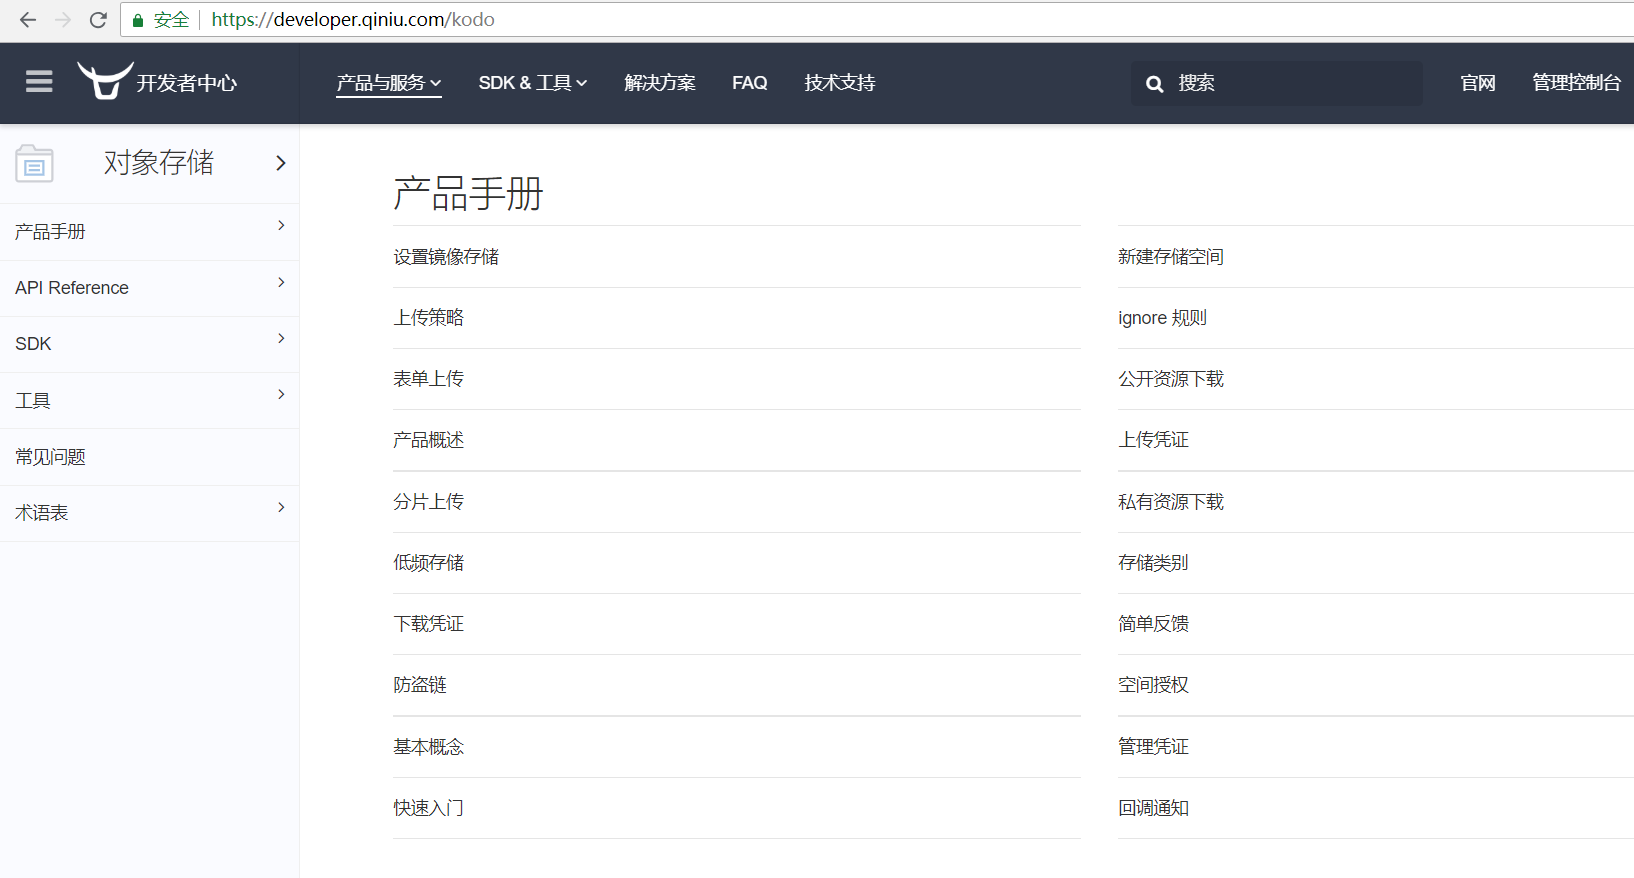 安全 https://developer.qiniu.com/kodo
开发者中心 产品与服务 SDK & 工具 解决方案 FAQ 技术支持 搜索 官网 管理控制台
对象存储
产品手册
API Reference
SDK
工具
常见问题
术语表
产品手册
设置镜像存储 新建存储空间
上传策略 ignore 规则
表单上传 公开资源下载
产品概述 上传凭证
分片上传 私有资源下载
低频存储 存储类别
下载凭证 简单反馈
防盗链 空间授权
基本概念 管理凭证
快速入门 回调通知